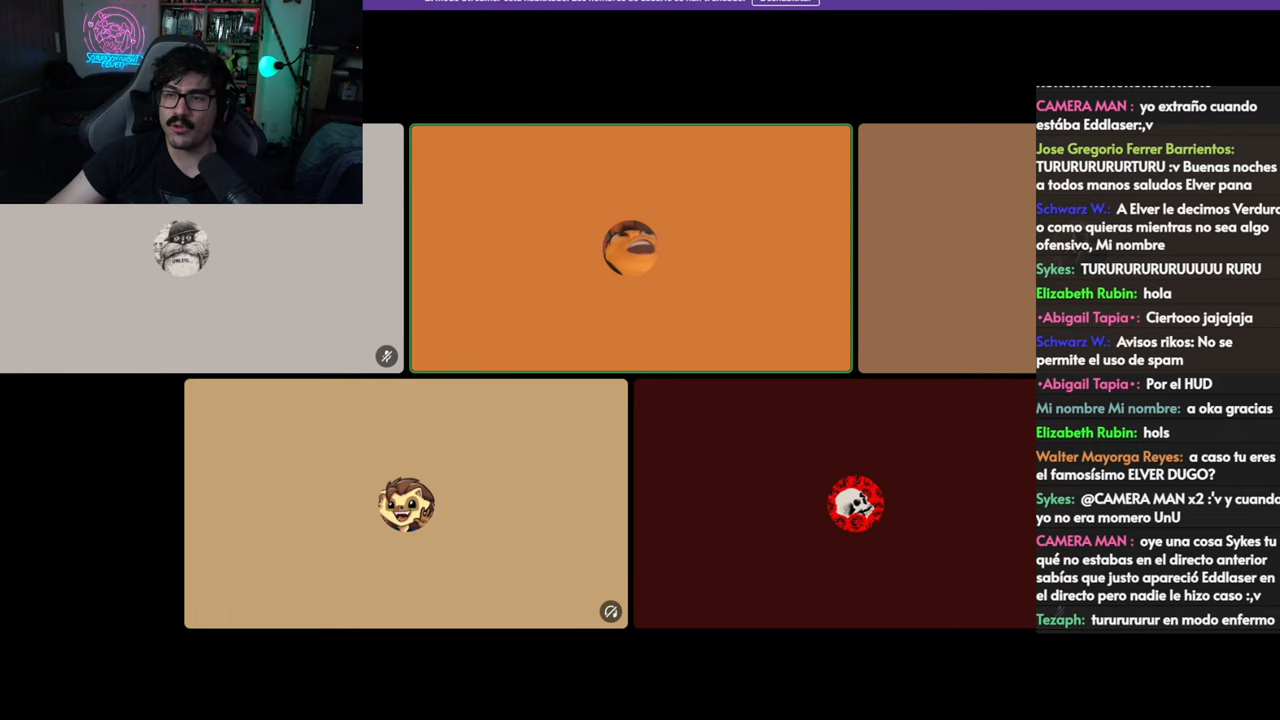 CAMERA MAN : yo extraño cuando
estába Eddlaser:,v
Jose Gregorio Ferrer Barrientos:
TURURURURURTURU :v Buenas noches
a todos manos saludos Elver pana
Schwarz W.: A Elver le decimos Verdura
o como quieras mientras no sea algo
ofensivo, Mi nombre
Sykes: TURURURURURUUUUU RURU
Elizabeth Rubin: hola
•Abigail Tapia•: Ciertooo jajajaja
Schwarz W.: Avisos rikos: No se
permite el uso de spam
•Abigail Tapia•: Por el HUD
Mi nombre Mi nombre: a oka gracias
Elizabeth Rubin: hols
Walter Mayorga Reyes: a caso tu eres
el famosísimo ELVER DUGO?
Sykes: @CAMERA MAN x2 :'v y cuando
yo no era momero UnU
CAMERA MAN : oye una cosa Sykes tu
qué no estabas en el directo anterior
sabías que justo apareció Eddlaser en
el directo pero nadie le hizo caso :,v
Tezaph: turururурur en modo enfermo